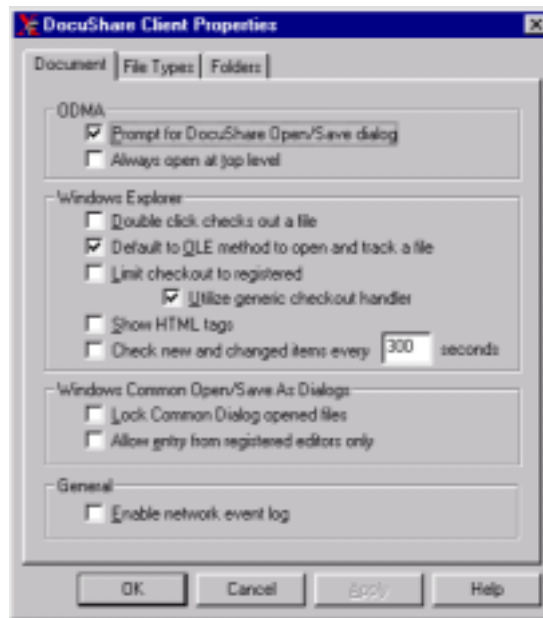 DocuShare Client Properties
Document File Types Folders
ODMA
Prompt for DocuShare Open/Save dialog
Always open at top level
Windows Explorer
Double click checks out a file
Default to OLE method to open and track a file
Limit checkout to registered
Utilize generic checkout handler
Show HTML tags
Check new and changed items every 300 seconds
Windows Common Open/Save As Dialogs
Lock Common Dialog opened files
Allow entry from registered editors only
General
Enable network event log
OK Cancel Apply Help